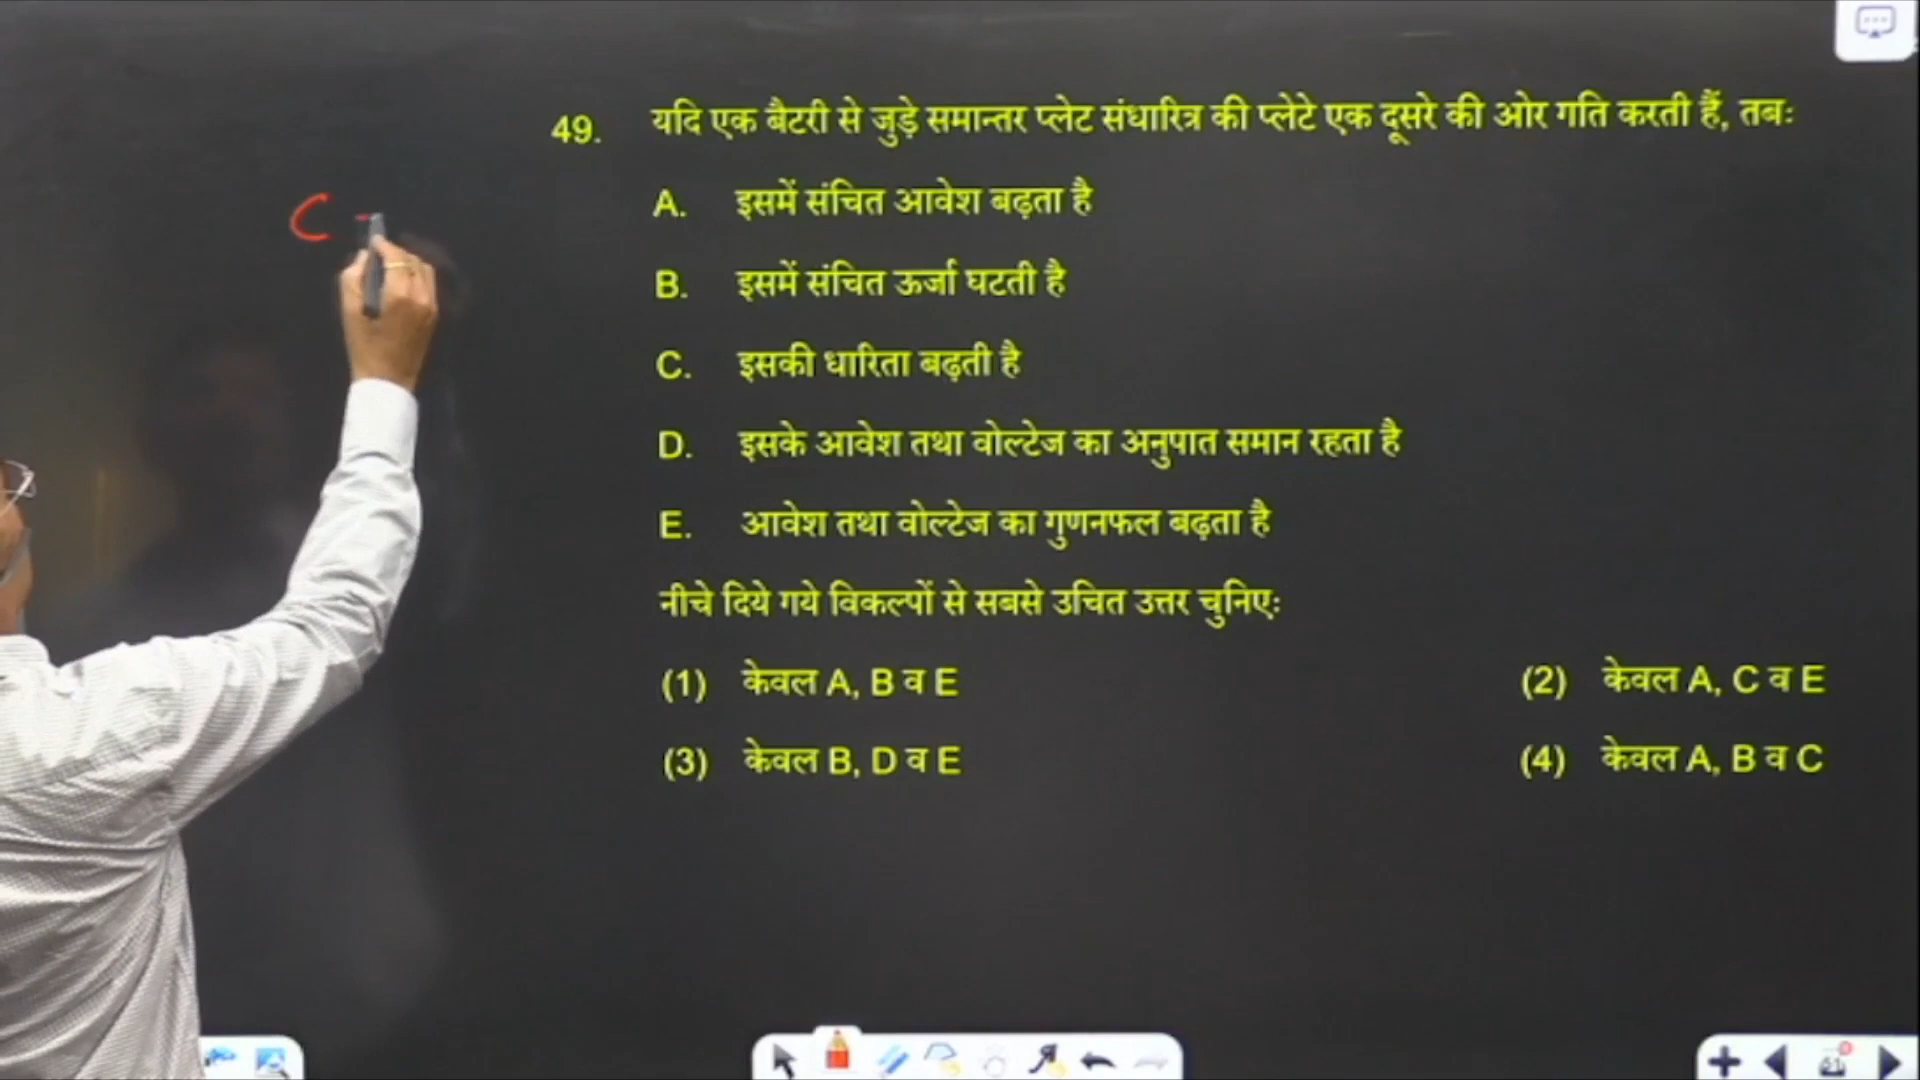 49. यदि एक बैटरी से जुड़े समान्तर प्लेट संधारित्र की प्लेटे एक दूसरे की ओर गति करती हैं, तबः
A. इसमें संचित आवेश बढ़ता है
B. इसमें संचित ऊर्जा घटती है
C. इसकी धारिता बढ़ती है
D. इसके आवेश तथा वोल्टेज का अनुपात समान रहता है
E. आवेश तथा वोल्टेज का गुणनफल बढ़ता है
नीचे दिये गये विकल्पों से सबसे उचित उत्तर चुनिएः
(1) केवल A, B व E (2) केवल A, C व E
(3) केवल B, D व E (4) केवल A, B व C
C -
51